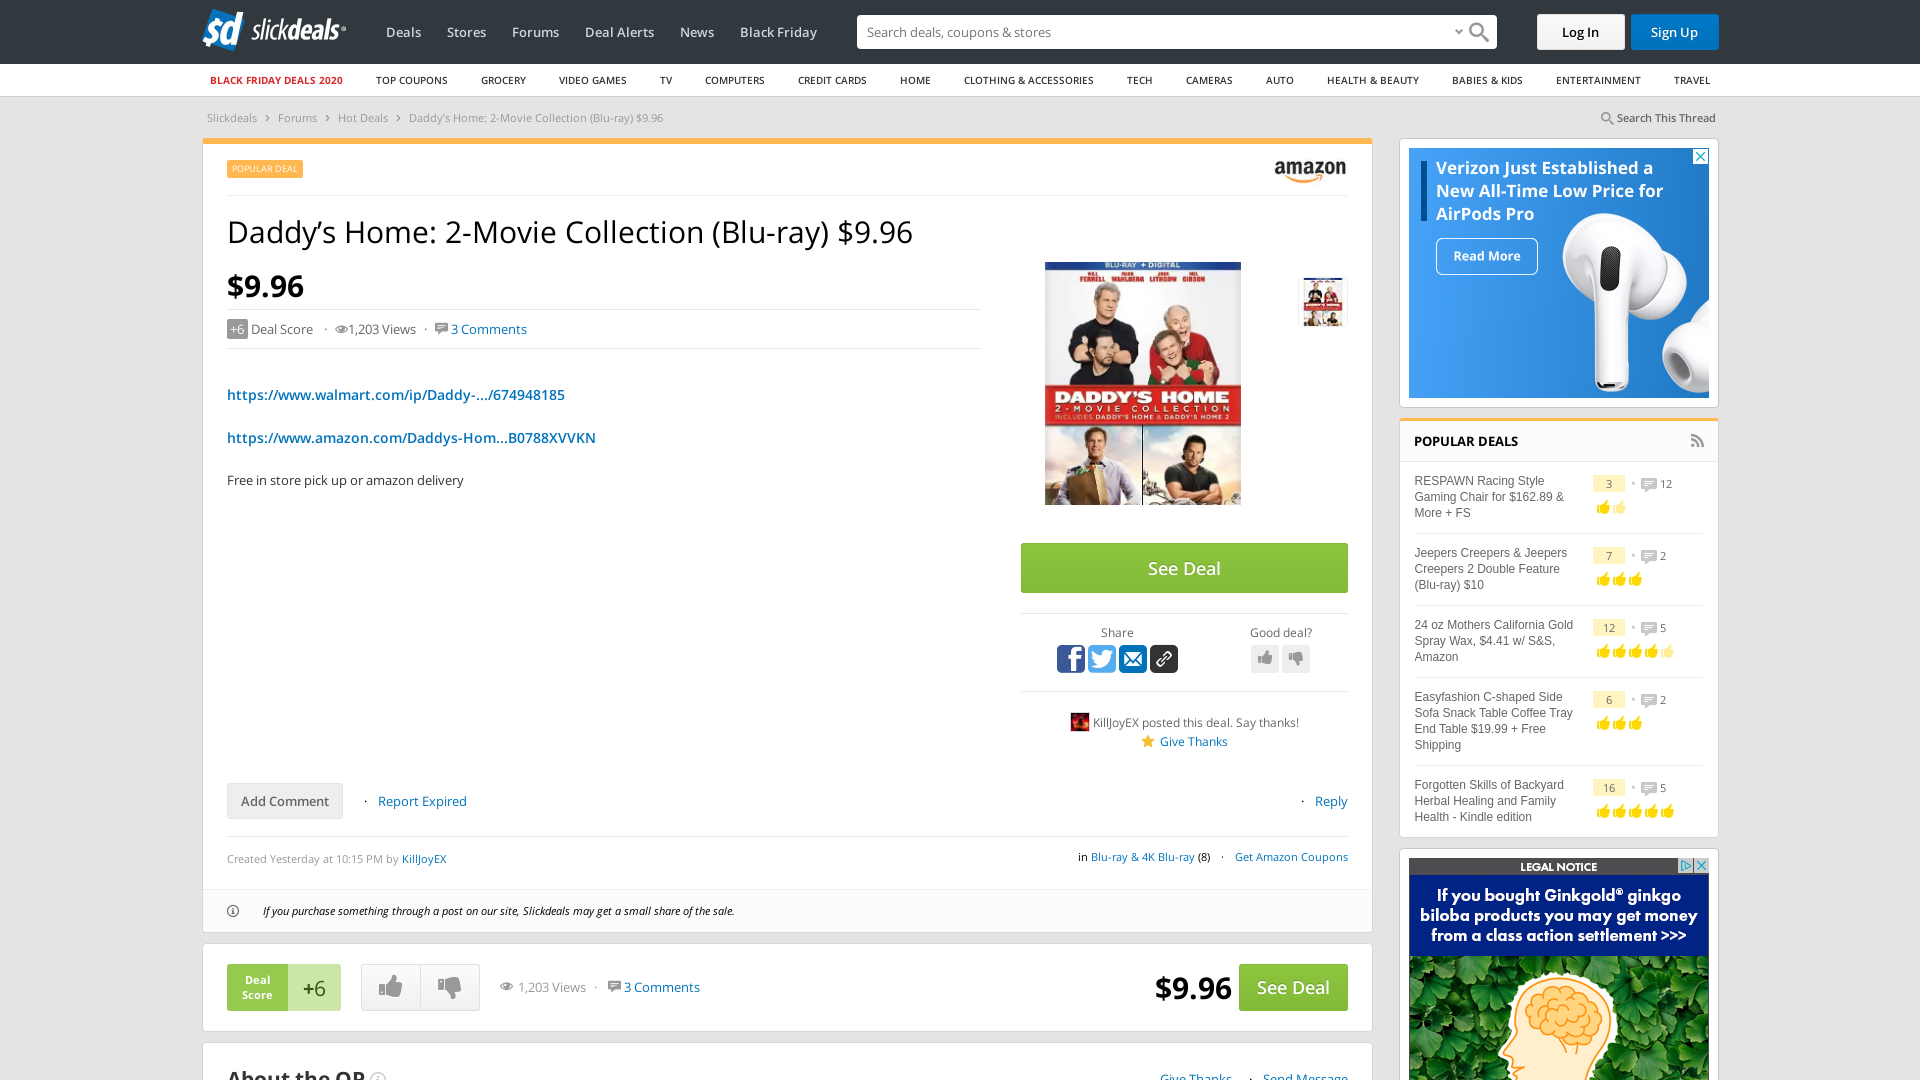 slickdeals
Deals Stores Forums Deal Alerts News Black Friday
Search deals, coupons & stores
Log In Sign Up
BLACK FRIDAY DEALS 2020 TOP COUPONS GROCERY VIDEO GAMES TV COMPUTERS CREDIT CARDS HOME CLOTHING & ACCESSORIES TECH CAMERAS AUTO HEALTH & BEAUTY BABIES & KIDS ENTERTAINMENT TRAVEL
Slickdeals > Forums > Hot Deals > Daddy's Home: 2-Movie Collection (Blu-ray) $9.96
Search This Thread
POPULAR DEAL
amazon
Daddy’s Home: 2-Movie Collection (Blu-ray) $9.96
$9.96
+6 Deal Score · 1,203 Views · 3 Comments
https://www.walmart.com/ip/Daddy-.../674948185
https://www.amazon.com/Daddys-Hom...B0788XVVKN
Free in store pick up or amazon delivery
BLU-RAY + DIGITAL
WILL FERRELL MARK WAHLBERG JOHN LITHGOW MEL GIBSON
DADDY'S HOME
2-MOVIE COLLECTION
INCLUDES DADDY'S HOME & DADDY'S HOME 2
See Deal
Share
Good deal?
KillJoyEX posted this deal. Say thanks!
Give Thanks
Add Comment · Report Expired
· Reply
Created Yesterday at 10:15 PM by KillJoyEX
in Blu-ray & 4K Blu-ray (8) · Get Amazon Coupons
If you purchase something through a post on our site, Slickdeals may get a small share of the sale.
Deal Score +6
1,203 Views · 3 Comments
$9.96 See Deal
About the OP
Give Thanks · Send Message
Verizon Just Established a
New All-Time Low Price for
AirPods Pro
Read More
POPULAR DEALS
RESPAWN Racing Style
Gaming Chair for $162.89 &
More + FS
3 • 12
Jeepers Creepers & Jeepers
Creepers 2 Double Feature
(Blu-ray) $10
7 • 2
24 oz Mothers California Gold
Spray Wax, $4.41 w/ S&S,
Amazon
12 • 5
Easyfashion C-shaped Side
Sofa Snack Table Coffee Tray
End Table $19.99 + Free
Shipping
6 • 2
Forgotten Skills of Backyard
Herbal Healing and Family
Health - Kindle edition
16 • 5
LEGAL NOTICE
If you bought Ginkgold® ginkgo
biloba products you may get money
from a class action settlement >>>